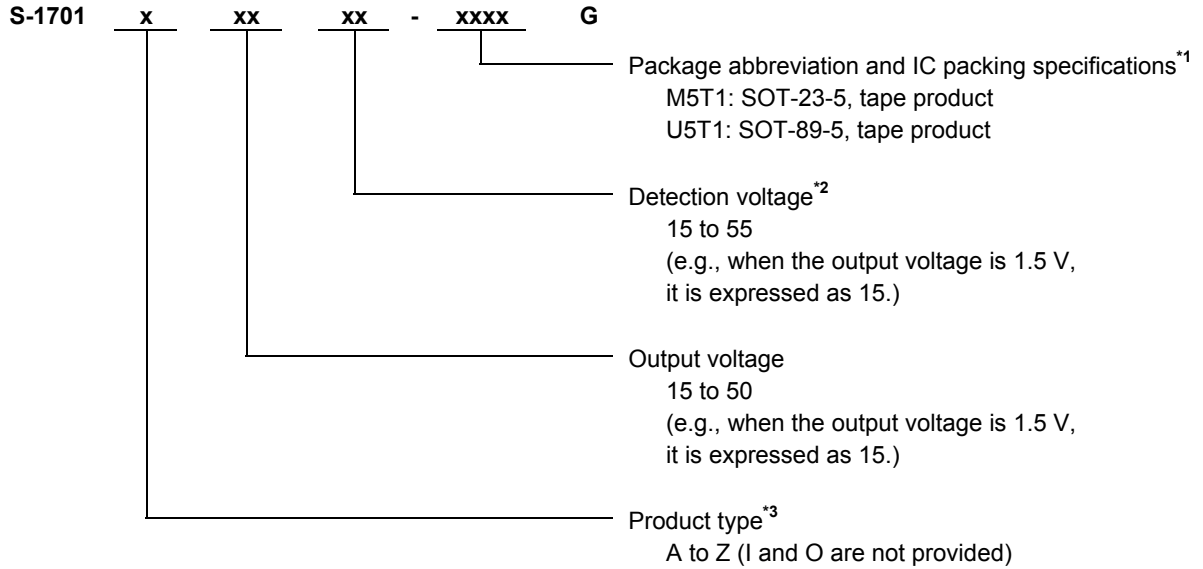 S-1701 x xx xx - xxxx G
Package abbreviation and IC packing specifications*1
M5T1: SOT-23-5, tape product
U5T1: SOT-89-5, tape product
Detection voltage*2
15 to 55
(e.g., when the output voltage is 1.5 V,
it is expressed as 15.)
Output voltage
15 to 50
(e.g., when the output voltage is 1.5 V,
it is expressed as 15.)
Product type*3
A to Z (I and O are not provided)